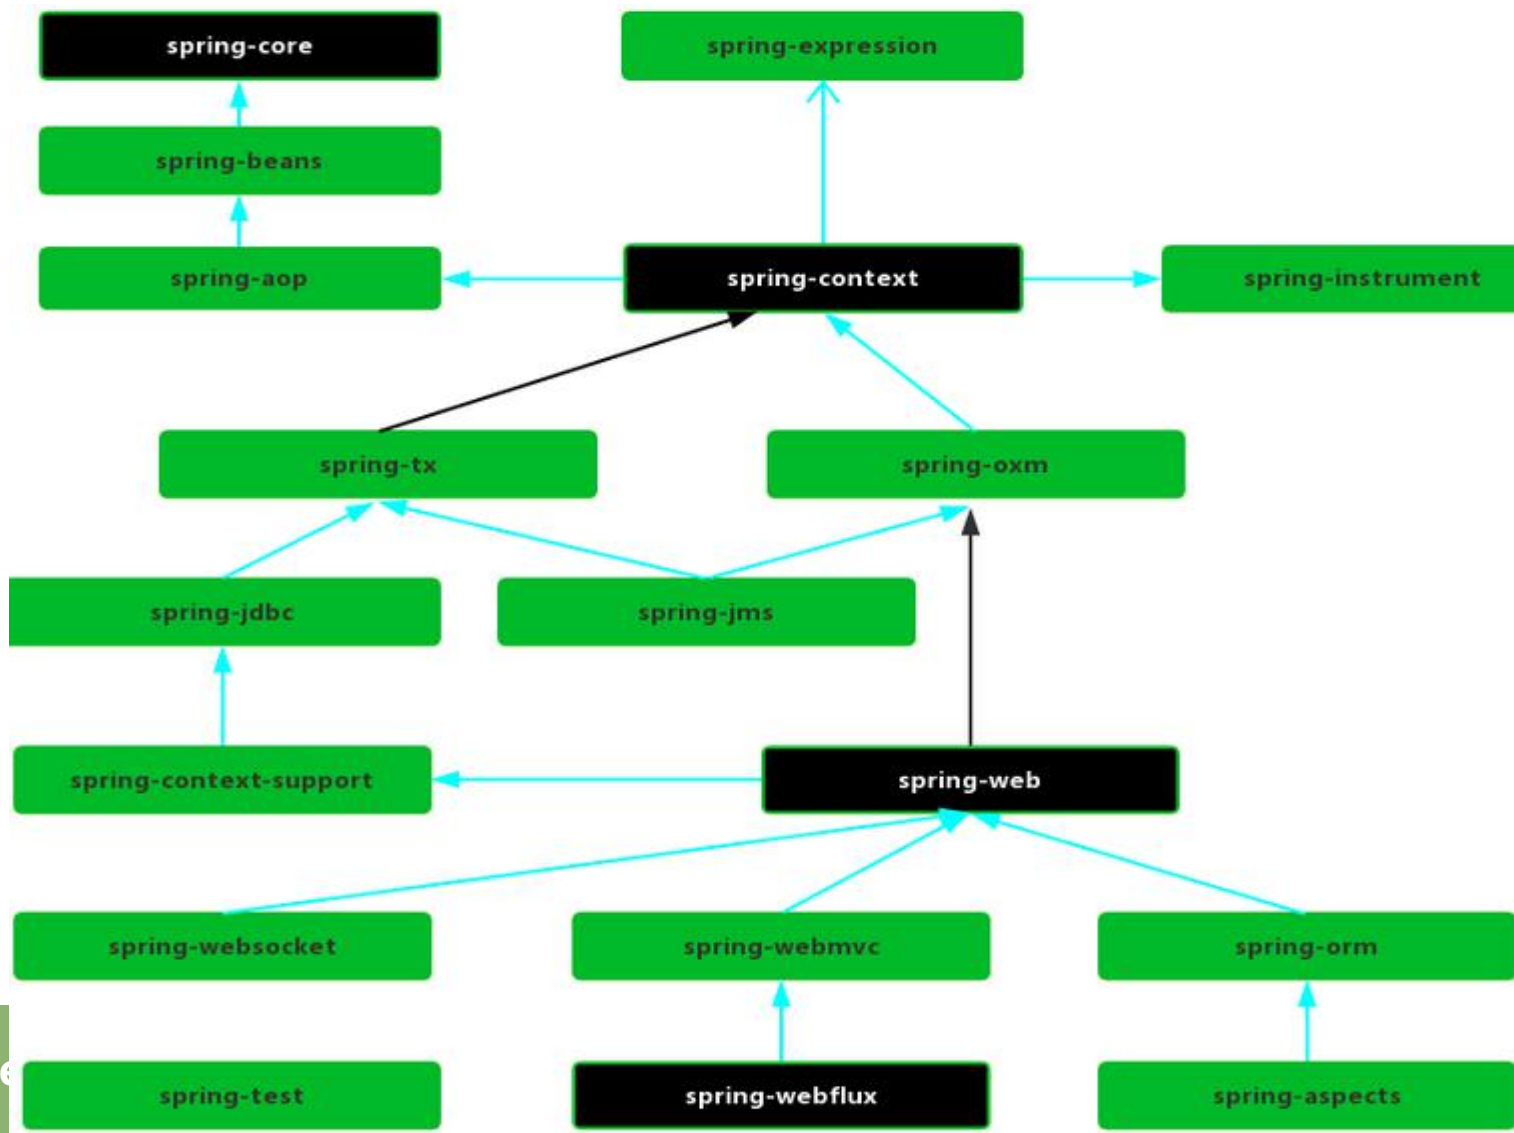 spring-core
spring-expression
spring-beans
spring-aop
spring-context
spring-instrument
spring-tx
spring-oxm
spring-jdbc
spring-jms
spring-context-support
spring-web
spring-websocket
spring-webmvc
spring-orm
spring-test
spring-webflux
spring-aspects